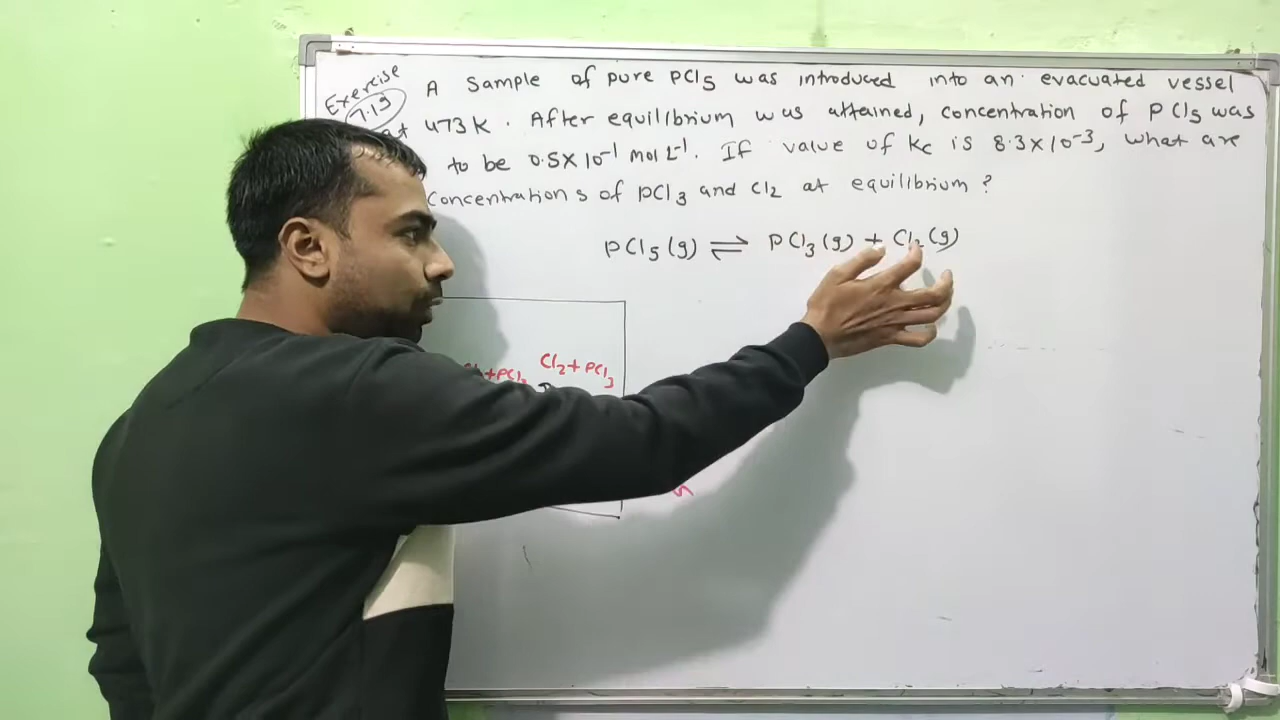 Exercise
7.19
A Sample of pure PCl5 was introduced into an evacuated vessel
at 473K. After equilibrium was attained, concentration of PCl5 was
to be 0.5×10⁻¹ mol L⁻¹. If value of Kc is 8.3×10⁻³, what are
Concentrations of PCl3 and Cl2 at equilibrium?
PCl5(g) ⇌ PCl3(g) + Cl2(g)
Cl2+PCl3